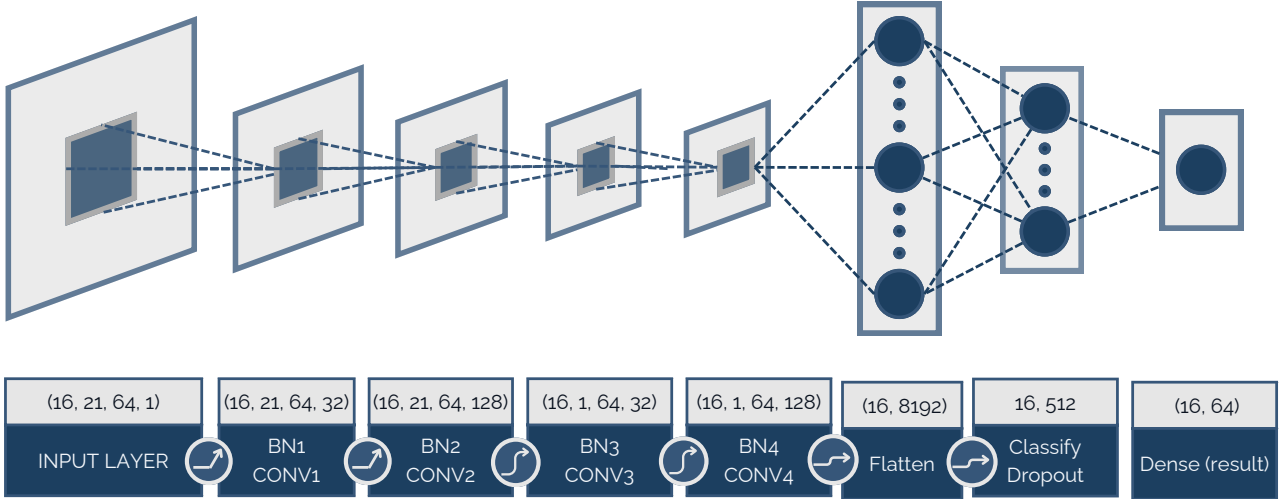 (16, 21, 64, 1)
(16, 21, 64, 32)
(16, 21, 64, 128)
(16, 1, 64, 32)
(16, 1, 64, 128)
(16, 8192)
16, 512
(16, 64)
INPUT LAYER
BN1
CONV1
BN2
CONV2
BN3
CONV3
BN4
CONV4
Flatten
Classify
Dropout
Dense (result)